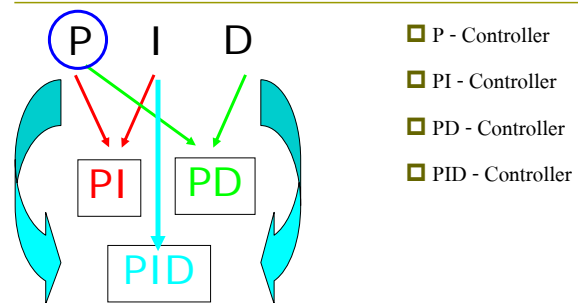 P I D
PI PD
PID
P - Controller
PI - Controller
PD - Controller
PID - Controller